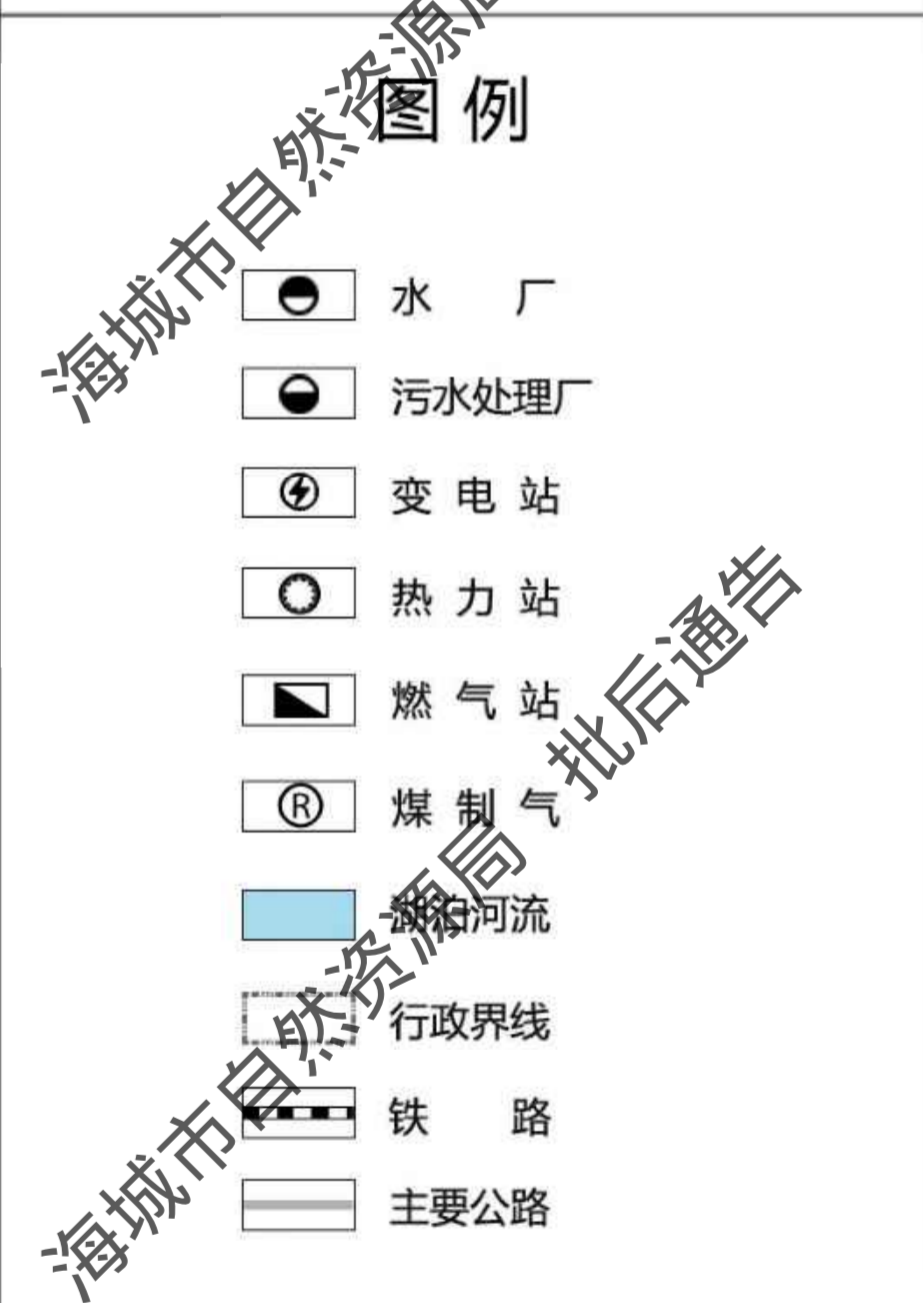 图例
水厂
污水处理厂
变电站
热力站
燃气站
R 煤制气
湖泊河流
行政界线
铁路
主要公路
海城市自然资源局
海城市自然资源局 批后通告